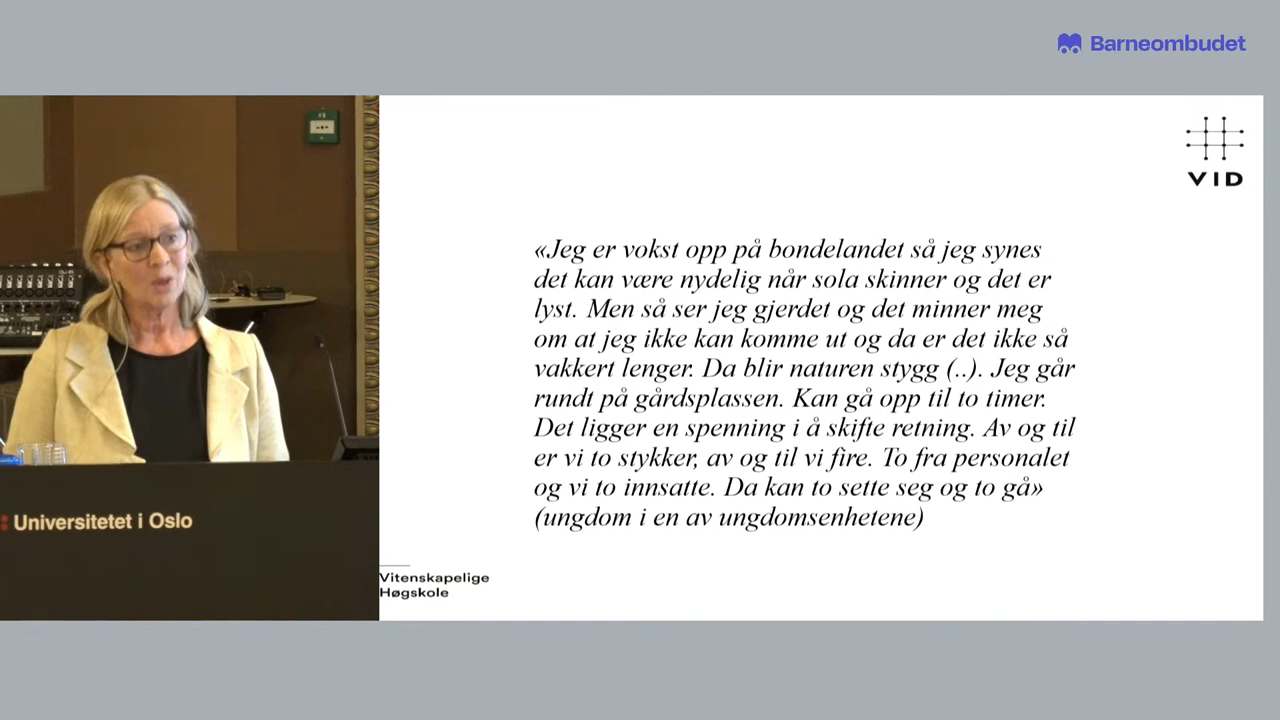 Barneombudet
VID
«Jeg er vokst opp på bondelandet så jeg synes
det kan være nydelig når sola skinner og det er
lyst. Men så ser jeg gjerdet og det minner meg
om at jeg ikke kan komme ut og da er det ikke så
vakkert lenger. Da blir naturen stygg (..). Jeg går
rundt på gårdsplassen. Kan gå opp til to timer.
Det ligger en spenning i å skifte retning. Av og til
er vi to stykker, av og til vi fire. To fra personalet
og vi to innsatte. Da kan to sette seg og to gå»
(ungdom i en av ungdomsenhetene)
Universitetet i Oslo
Vitenskapelige
Høgskole